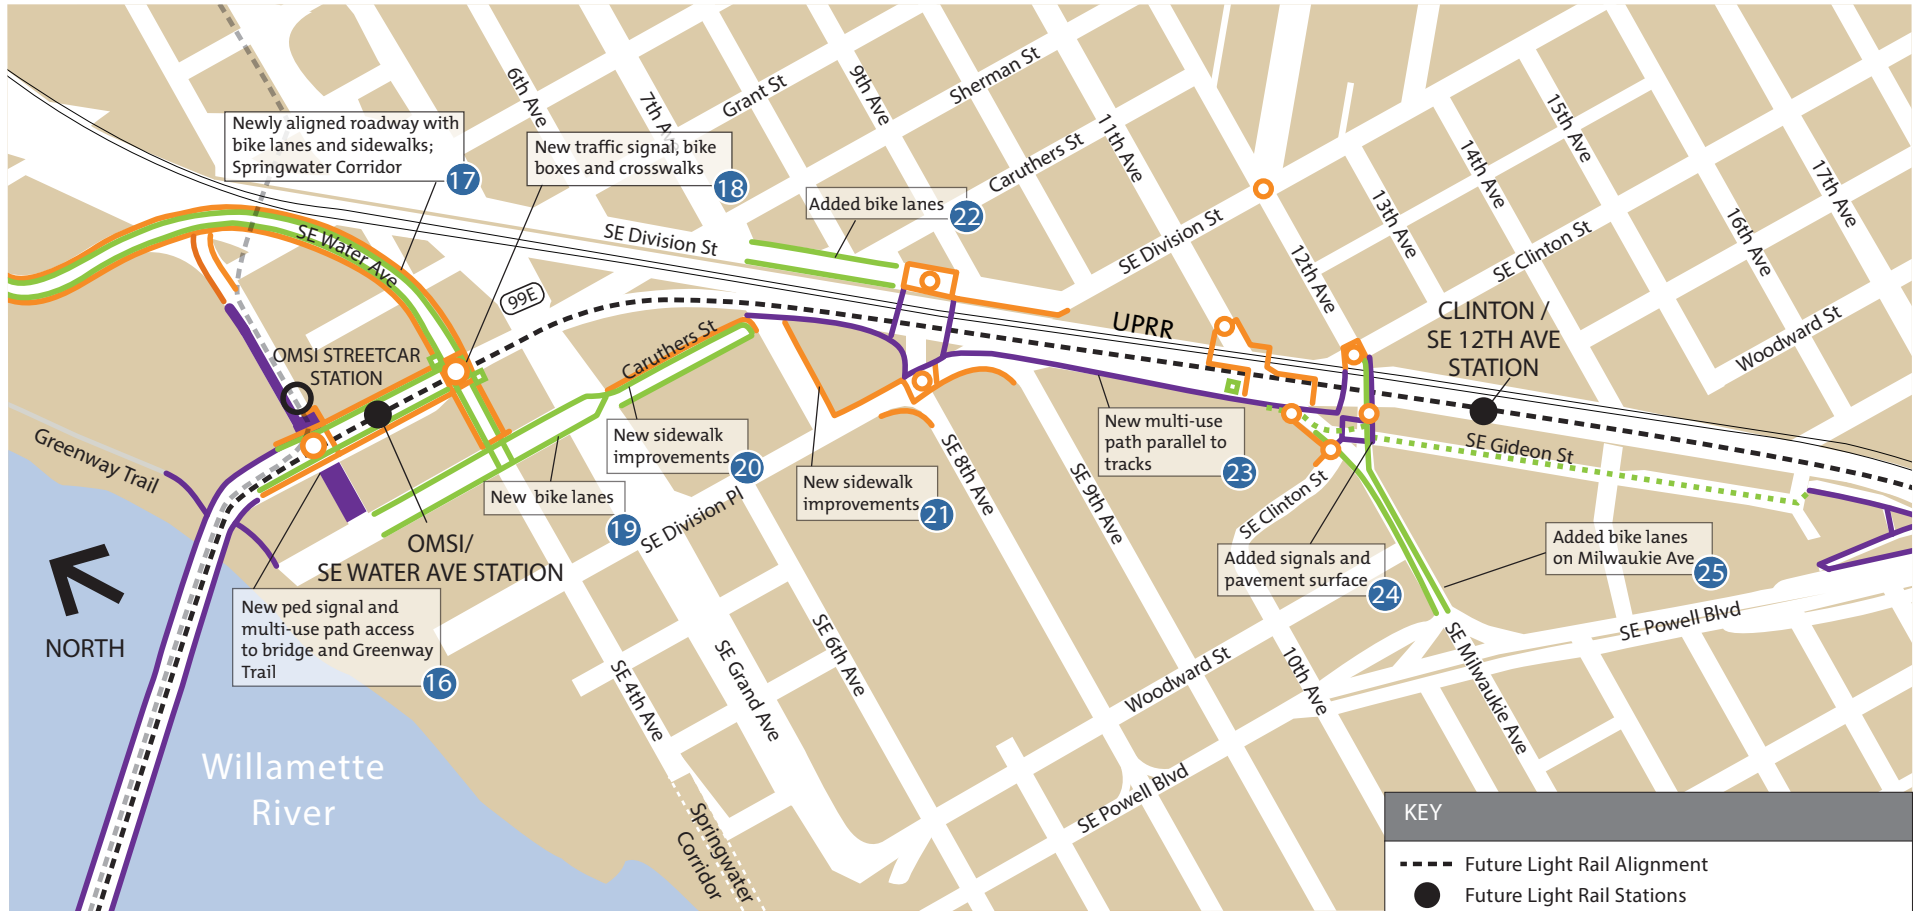 6th Ave
7th A
Grant St
9th Ave
Sherman St
Caruthers St
11th Ave
15th Ave
14th Ave
13th Ave
17th Ave
16th Ave
12th Ave
SE Division St
SE Clinton St
Woodward St
Newly aligned roadway with
bike lanes and sidewalks;
Springwater Corridor
17
New traffic signal, bike
boxes and crosswalks
18
Added bike lanes
22
SE Division St
SE Water Ave
99E
UPRR
CLINTON /
SE 12TH AVE
STATION
OMSI STREETCAR
STATION
Caruthers St
Greenway Trail
New sidewalk
improvements
20
New bike lanes
19
New sidewalk
improvements
21
New multi-use
path parallel to
tracks
23
SE Gideon St
SE Clinton St
SE Division Pl
SE 8th Ave
SE 9th Ave
OMSI/
SE WATER AVE STATION
Added signals and
pavement surface
24
Added bike lanes
on Milwaukie Ave
25
NORTH
New ped signal and
multi-use path access
to bridge and Greenway
Trail
16
SE Powell Blvd
SE 4th Ave
SE Grand Ave
SE 6th Ave
Woodward St
10th Ave
SE Milwaukie Ave
SE Powell Blvd
Willamette
River
Springwater
Corridor
KEY
Future Light Rail Alignment
Future Light Rail Stations